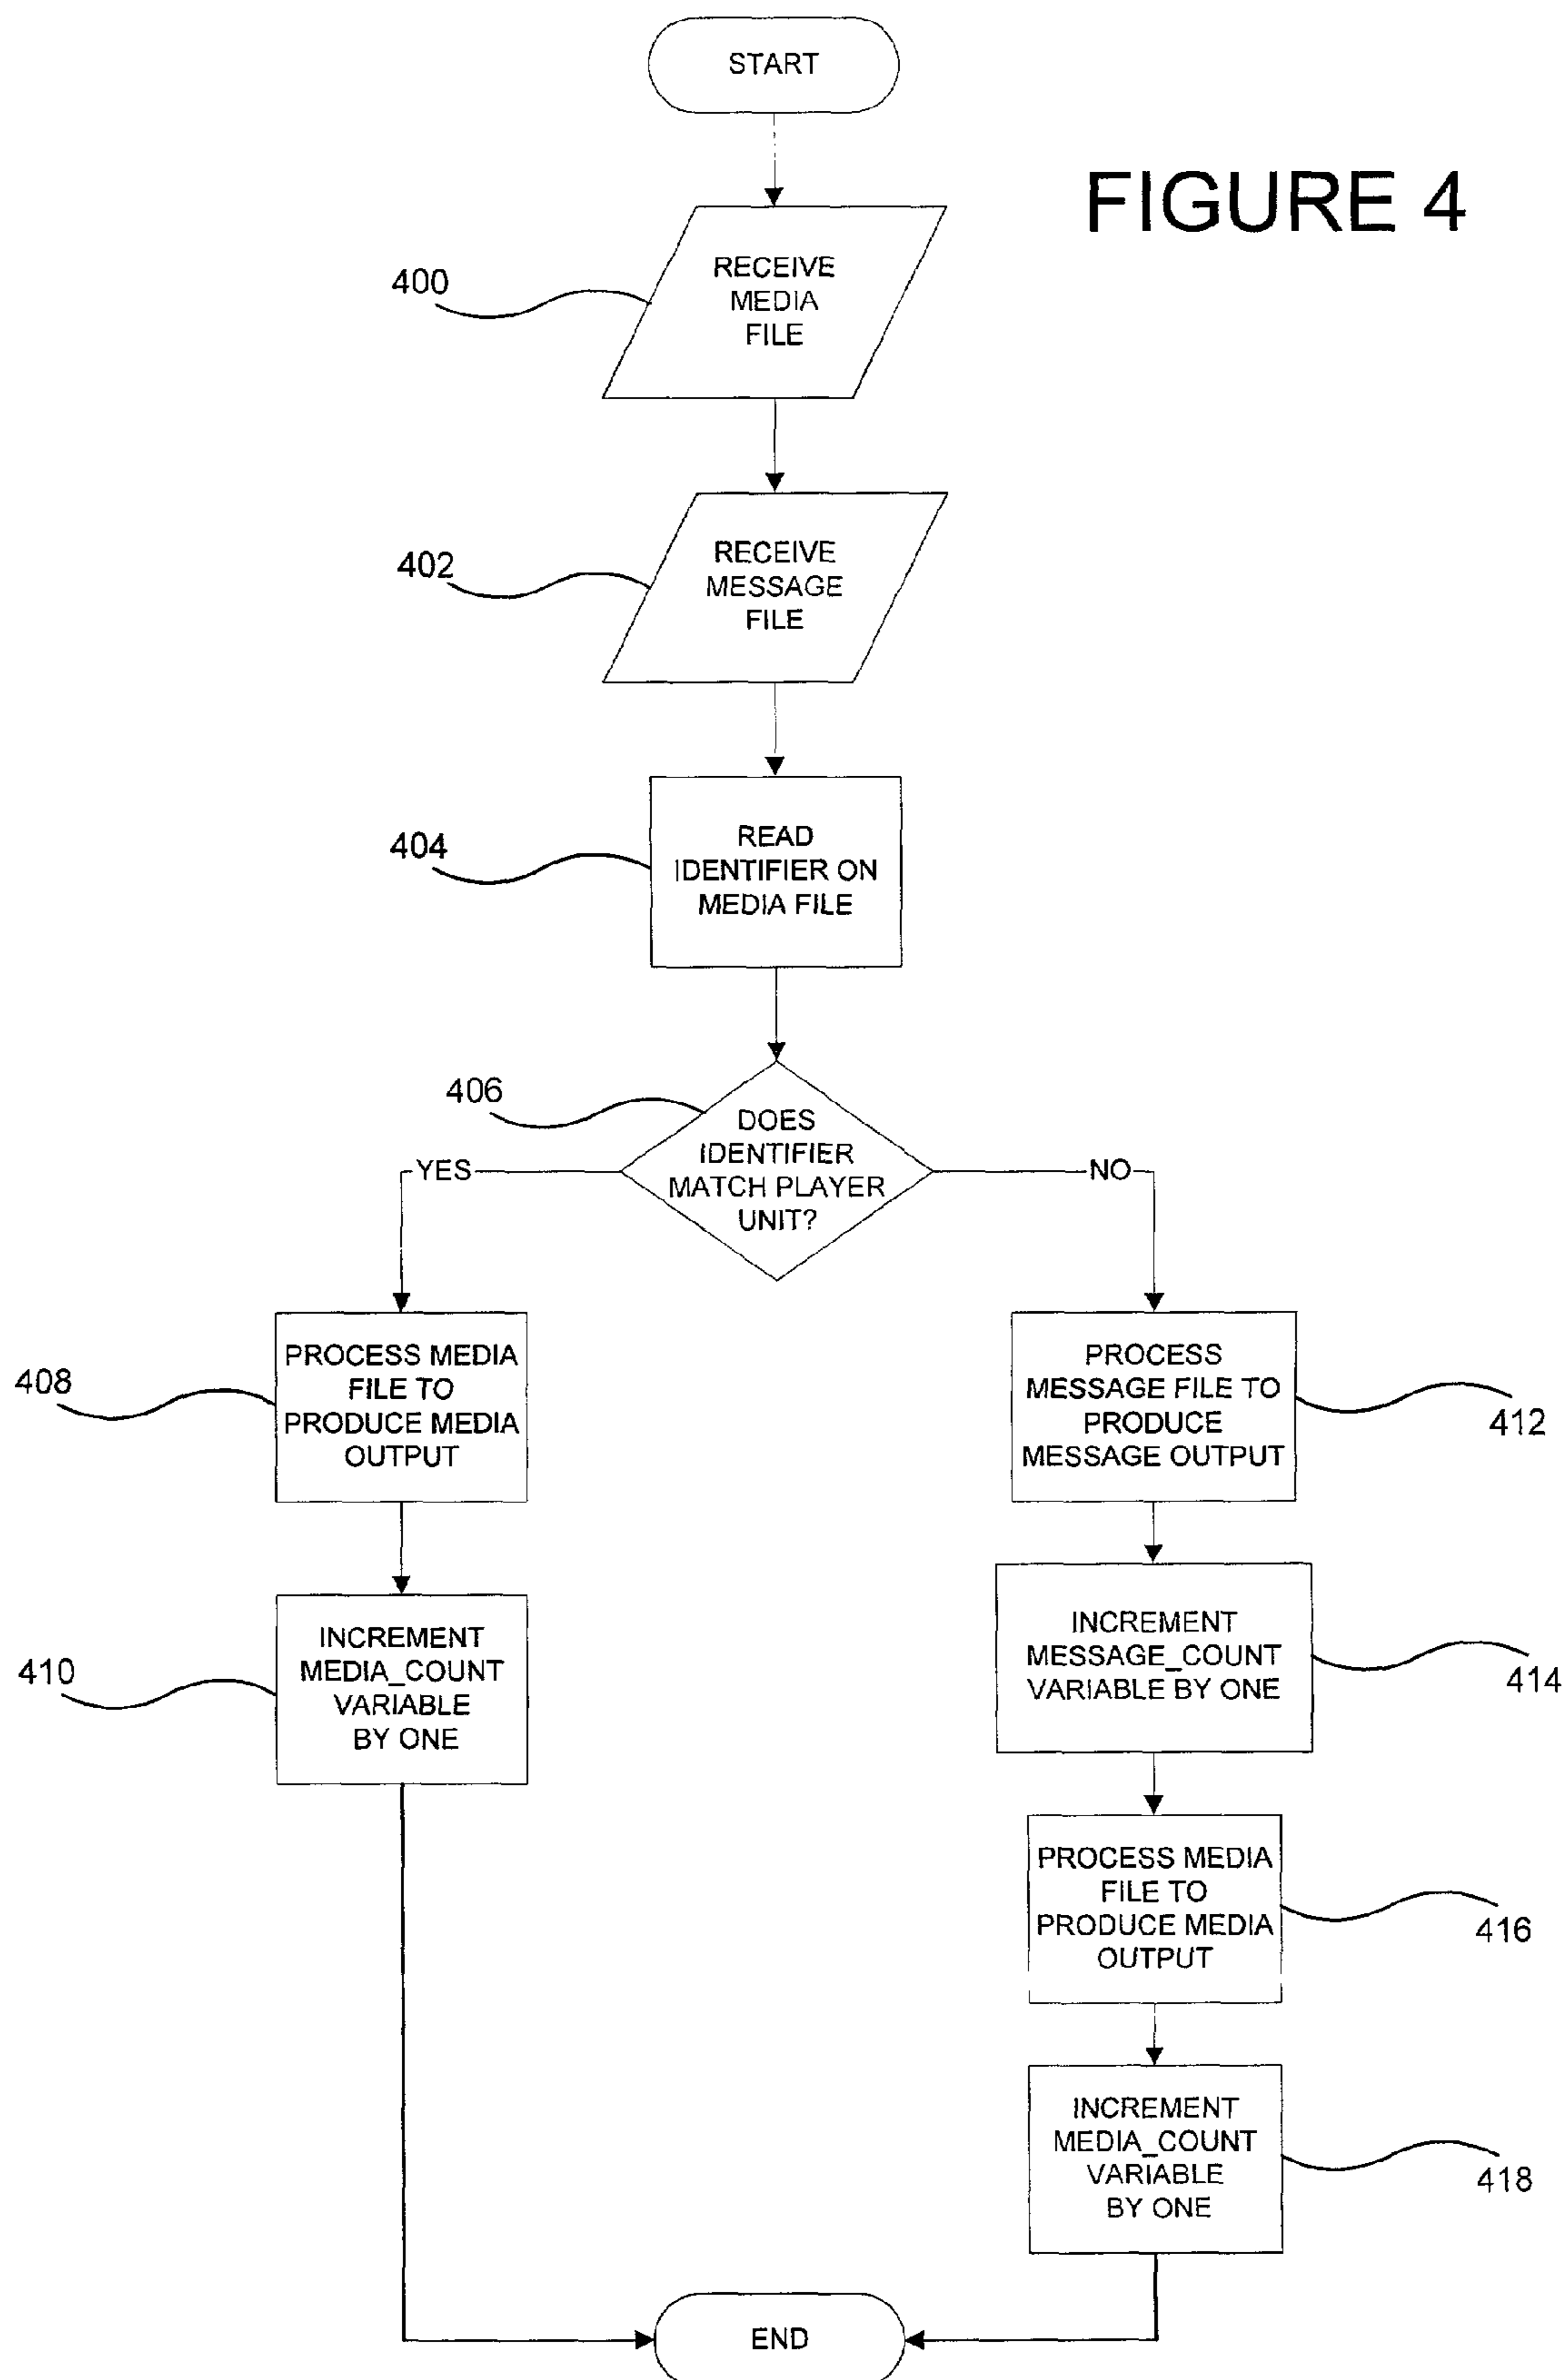 START
FIGURE 4
400
RECEIVE
MEDIA
FILE
402
RECEIVE
MESSAGE
FILE
404
READ
IDENTIFIER ON
MEDIA FILE
406
DOES
IDENTIFIER
MATCH PLAYER
UNIT?
YES
NO
408
PROCESS MEDIA
FILE TO
PRODUCE MEDIA
OUTPUT
PROCESS
MESSAGE FILE TO
PRODUCE
MESSAGE OUTPUT
412
410
INCREMENT
MEDIA_COUNT
VARIABLE
BY ONE
INCREMENT
MESSAGE_COUNT
VARIABLE BY ONE
414
PROCESS MEDIA
FILE TO
PRODUCE MEDIA
OUTPUT
416
INCREMENT
MEDIA_COUNT
VARIABLE
BY ONE
418
END